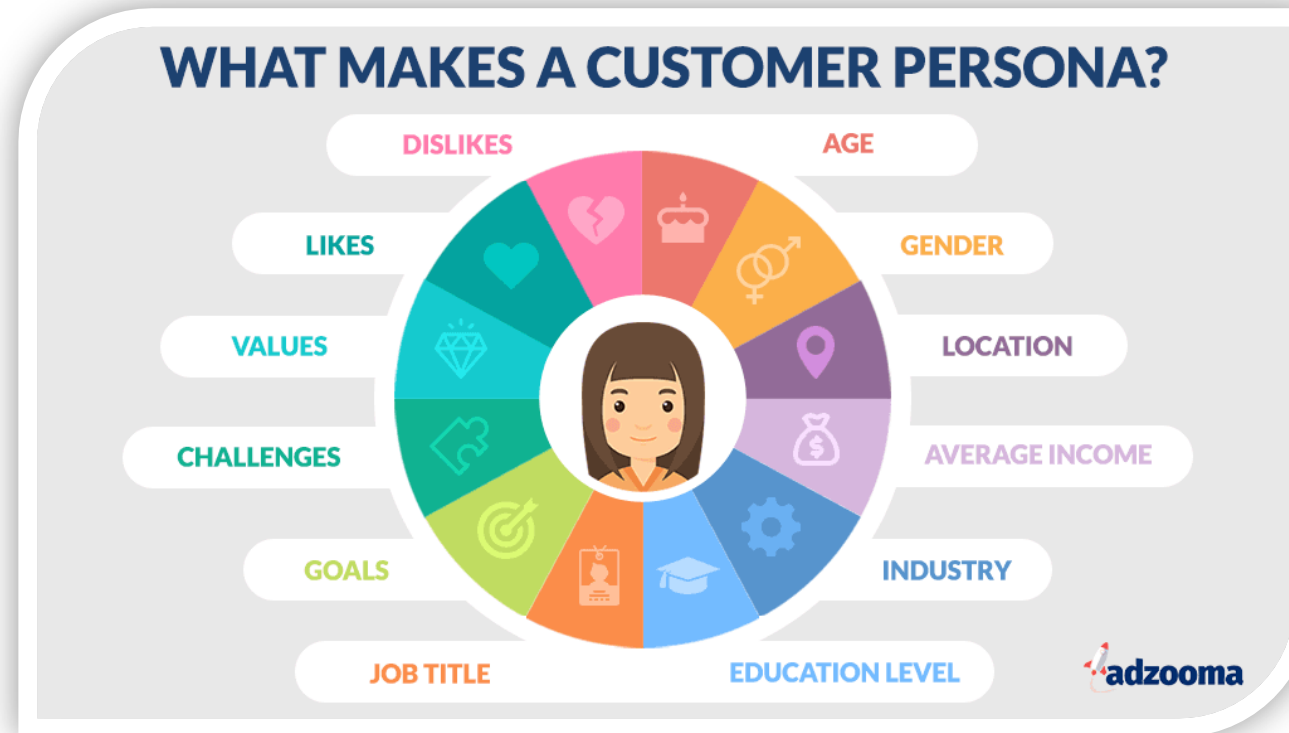 WHAT MAKES A CUSTOMER PERSONA?
DISLIKES
AGE
LIKES
GENDER
VALUES
LOCATION
CHALLENGES
AVERAGE INCOME
GOALS
INDUSTRY
JOB TITLE
EDUCATION LEVEL
$
adzooma